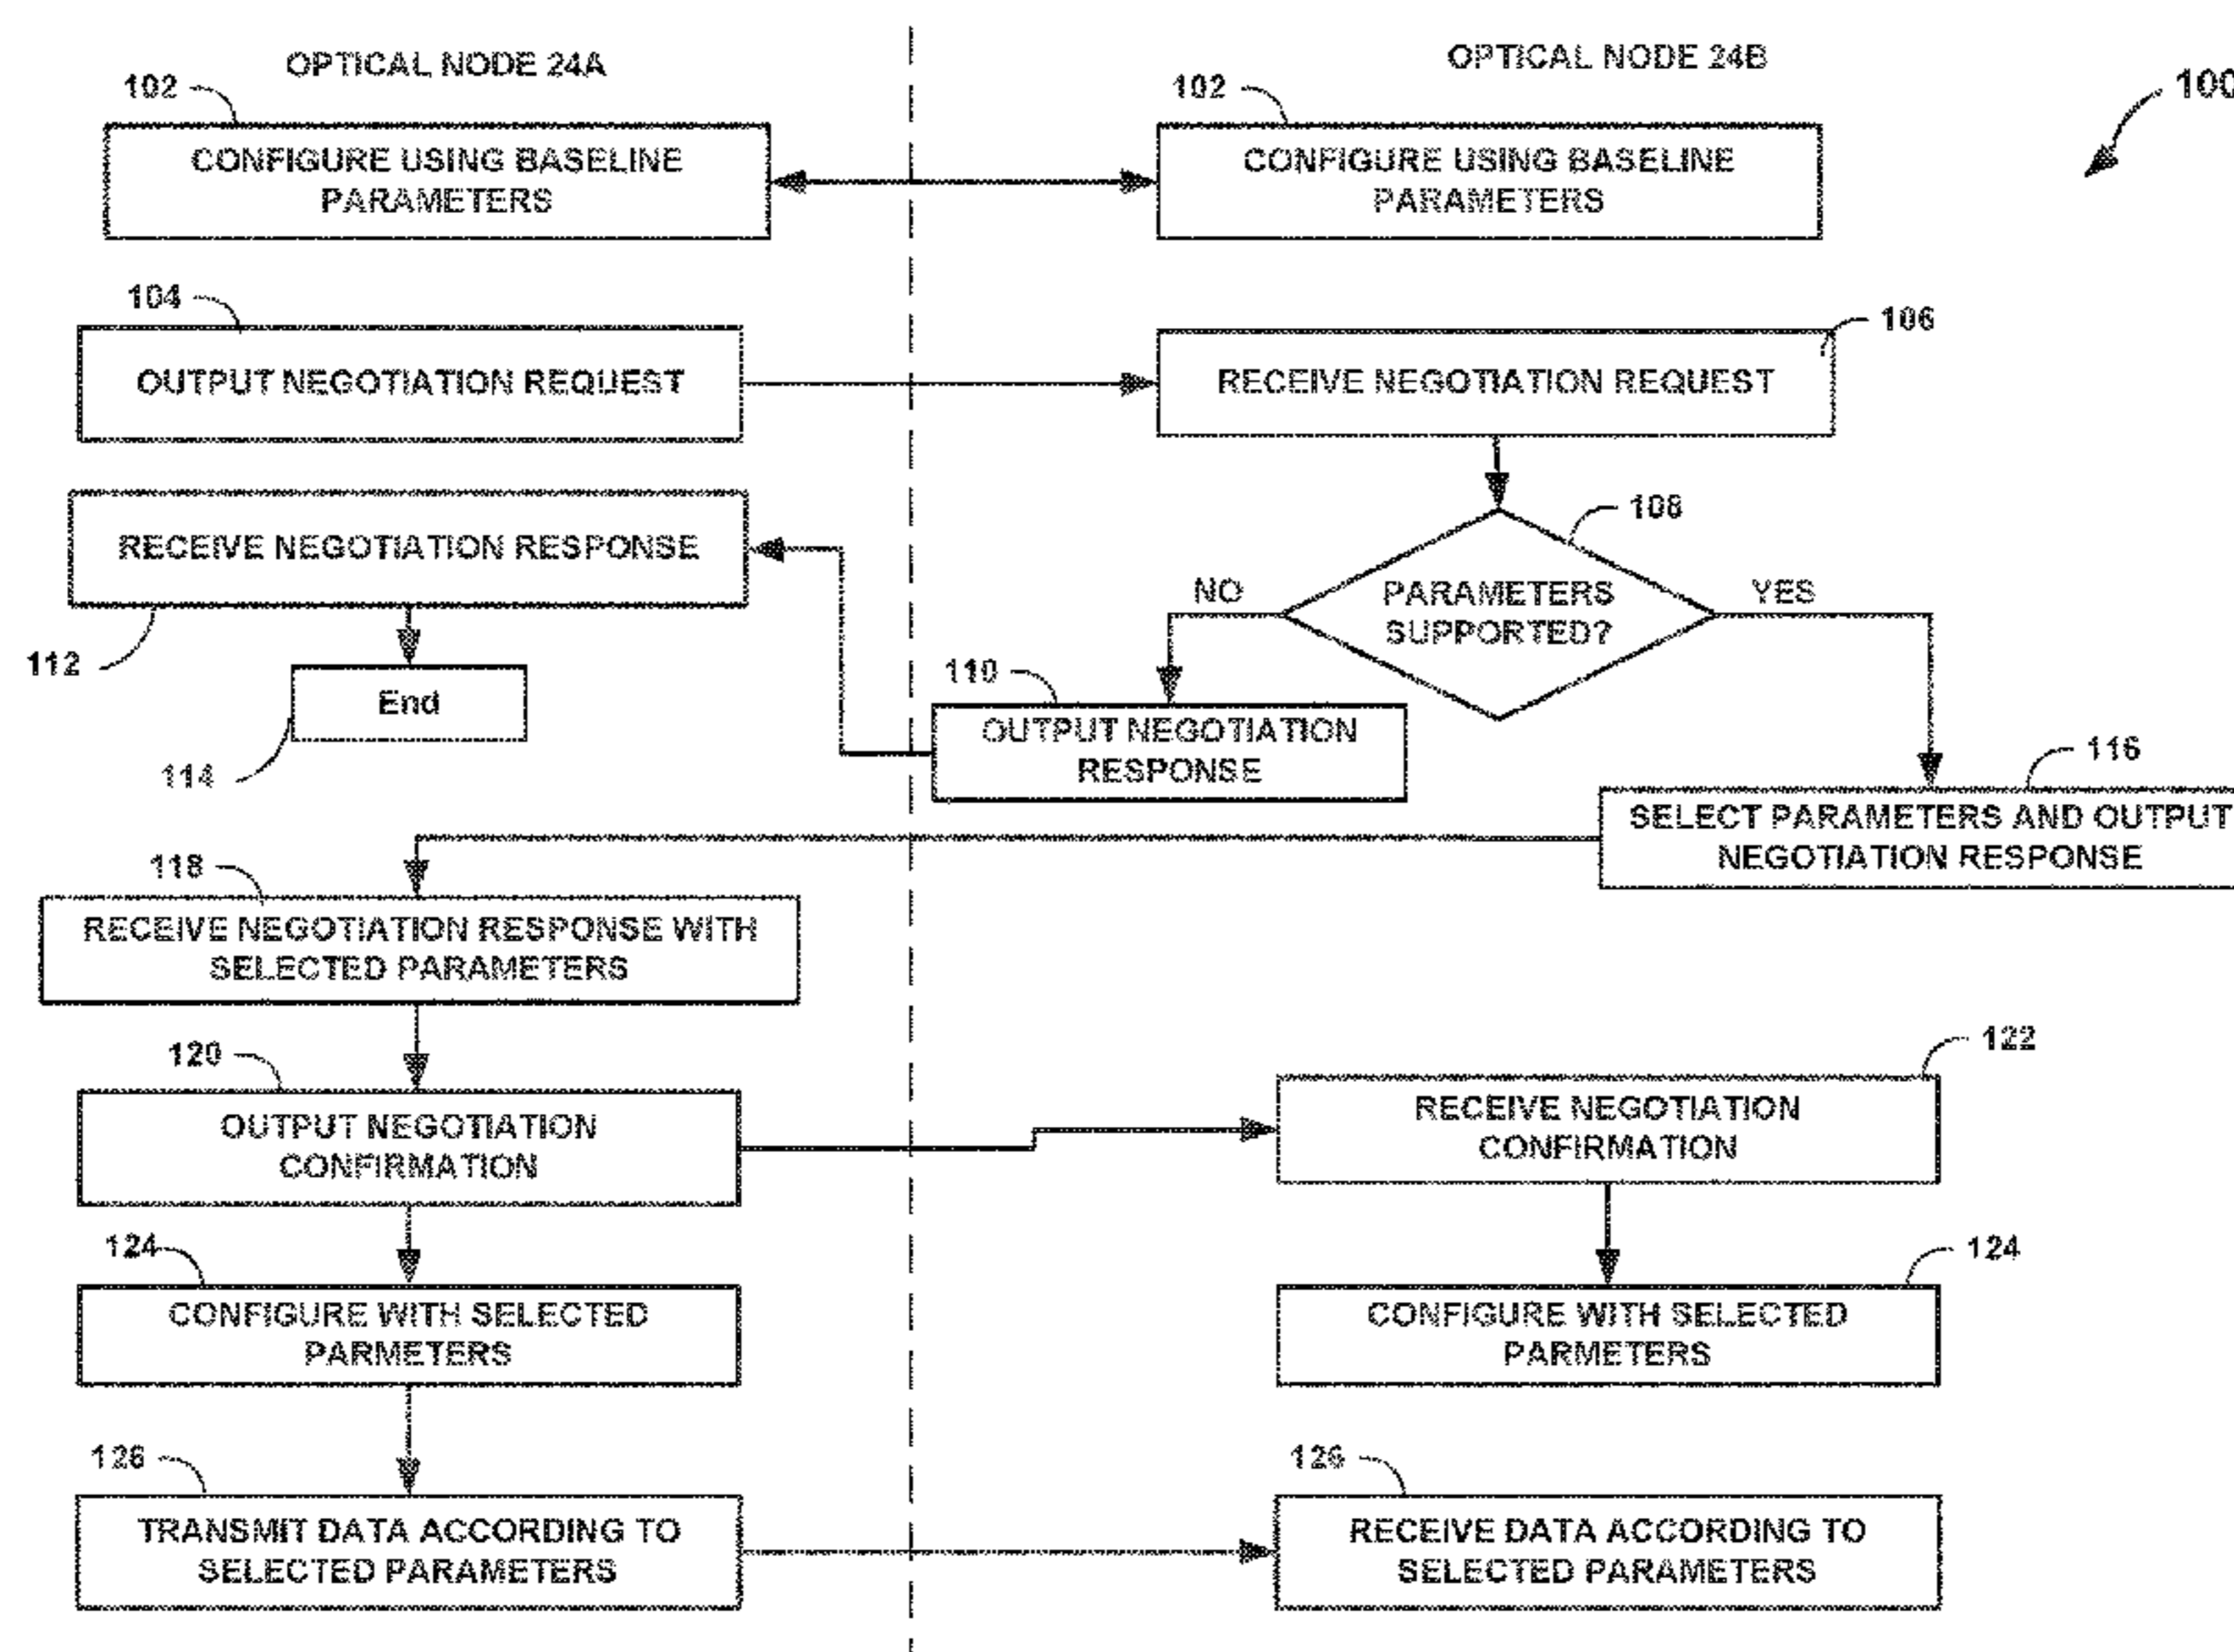 OPTICAL NODE 24A
OPTICAL NODE 24B
100
102
CONFIGURE USING BASELINE
PARAMETERS
102
CONFIGURE USING BASELINE
PARAMETERS
104
OUTPUT NEGOTIATION REQUEST
106
RECEIVE NEGOTIATION REQUEST
RECEIVE NEGOTIATION RESPONSE
112
108
PARAMETERS
SUPPORTED?
NO
YES
End
114
110
OUTPUT NEGOTIATION
RESPONSE
116
SELECT PARAMETERS AND OUTPUT
NEGOTIATION RESPONSE
118
RECEIVE NEGOTIATION RESPONSE WITH
SELECTED PARAMETERS
120
OUTPUT NEGOTIATION
CONFIRMATION
122
RECEIVE NEGOTIATION
CONFIRMATION
124
CONFIGURE WITH SELECTED
PARMETERS
124
CONFIGURE WITH SELECTED
PARMETERS
126
TRANSMIT DATA ACCORDING TO
SELECTED PARAMETERS
126
RECEIVE DATA ACCORDING TO
SELECTED PARAMETERS